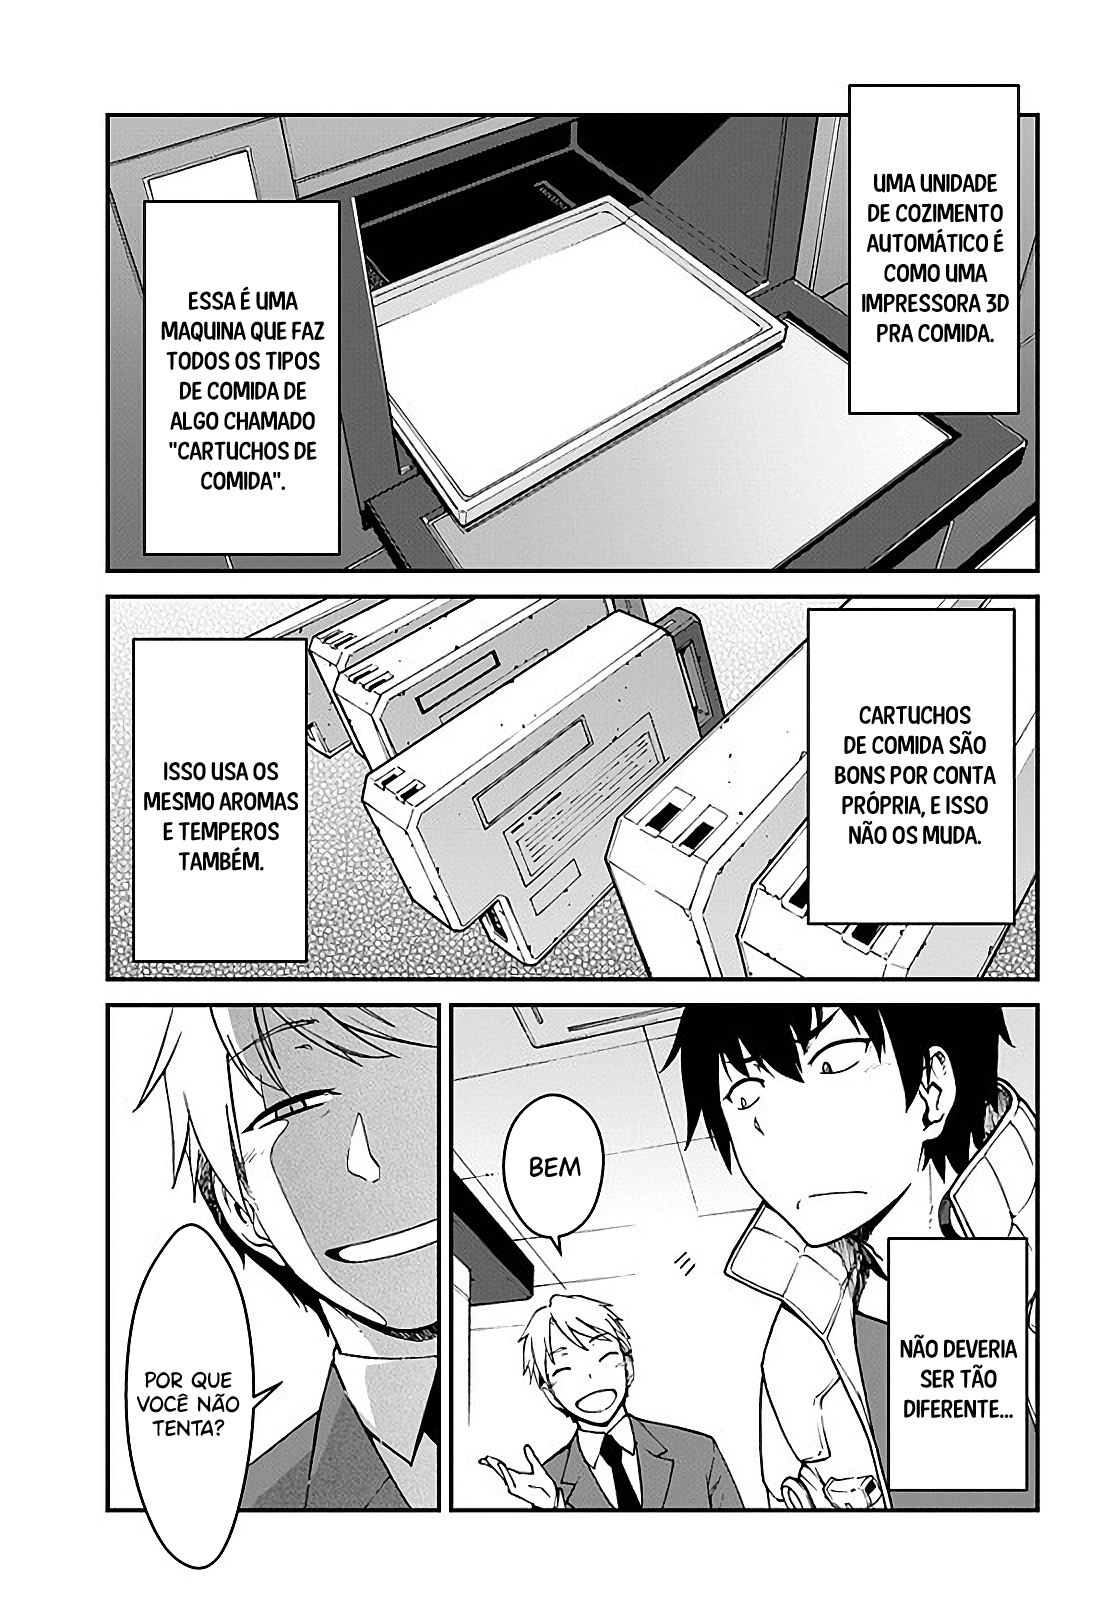 UMA UNIDADE
DE COZIMENTO
AUTOMÁTICO É
COMO UMA
IMPRESSORA 3D
PRA COMIDA.
ESSA É UMA
MAQUINA QUE FAZ
TODOS OS TIPOS
DE COMIDA DE
ALGO CHAMADO
"CARTUCHOS DE
COMIDA".
CARTUCHOS
DE COMIDA SÃO
BONS POR CONTA
PRÓPRIA, E ISSO
NÃO OS MUDA.
ISSO USA OS
MESMO AROMAS
E TEMPEROS
TAMBÉM.
NÃO DEVERIA
SER TÃO
DIFERENTE...
BEM
POR QUE
VOCÊ NÃO
TENTA?